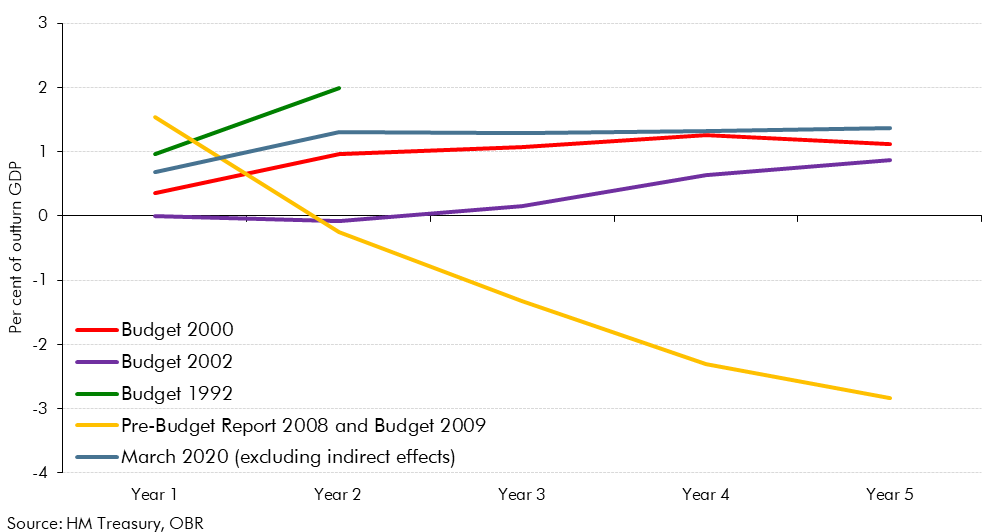 3
2
1
0
-1
-2
-3
-4
Per cent of outturn GDP
Budget 2000
Budget 2002
Budget 1992
Pre-Budget Report 2008 and Budget 2009
March 2020 (excluding indirect effects)
Year 1 Year 2 Year 3 Year 4 Year 5
Source: HM Treasury, OBR